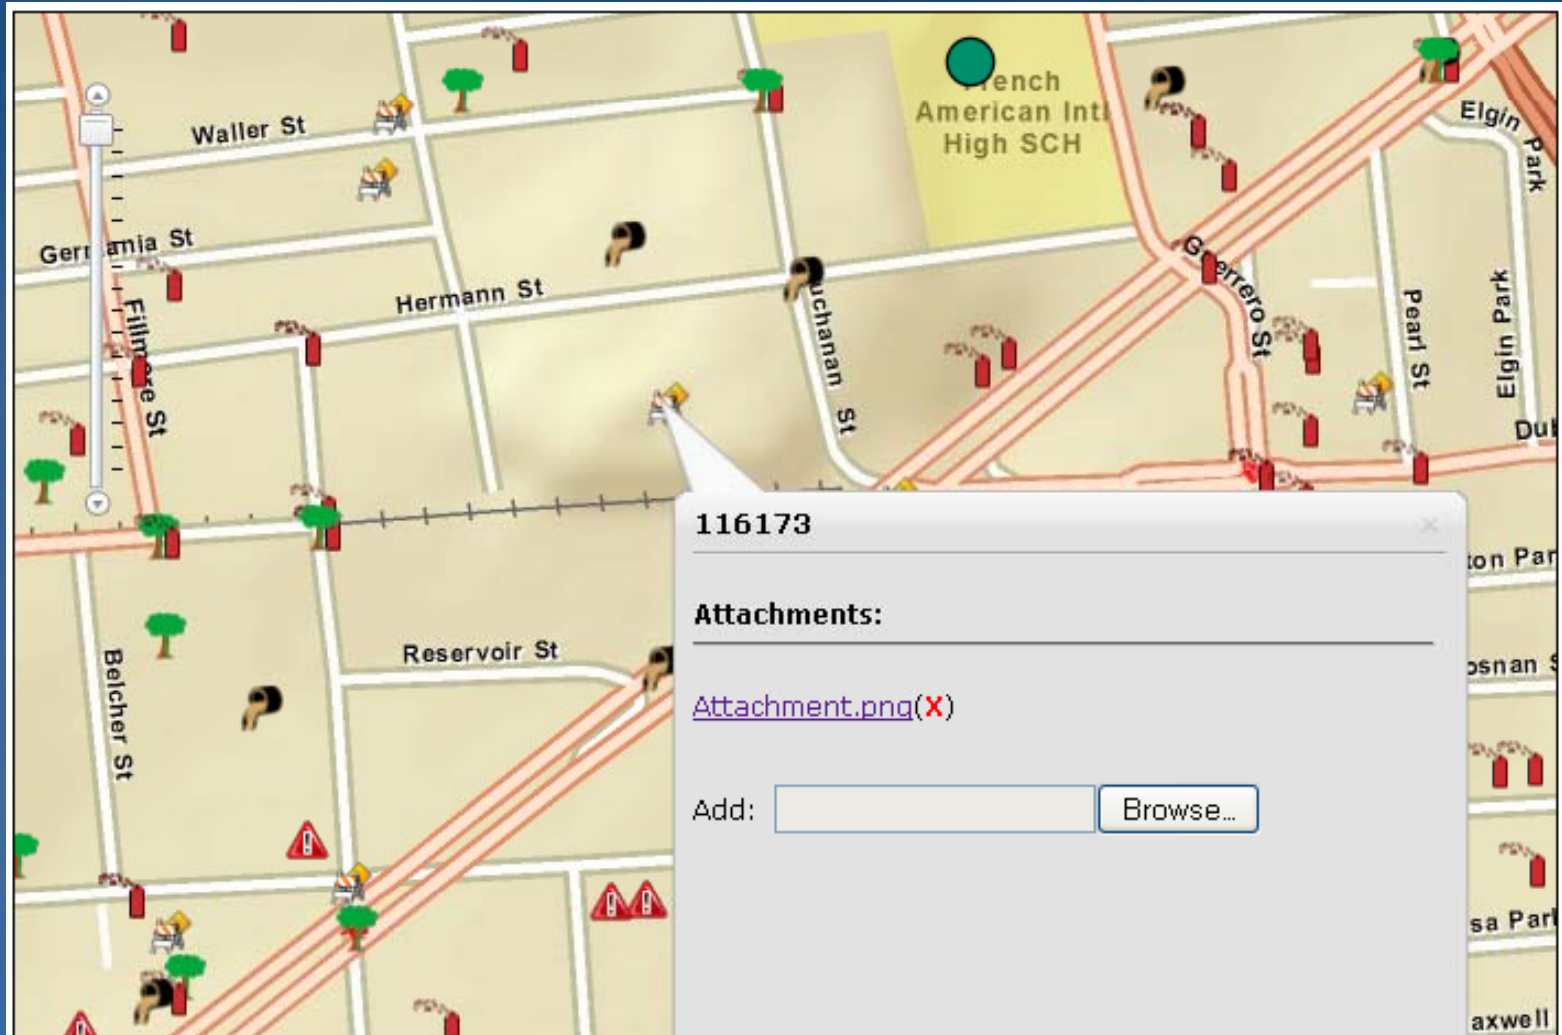 Waller St
Germania St
Hermann St
Fillmore St
Buchanan St
French
American Intl
High SCH
Elgin Park
Guerrero St
Pearl St
Elgin Park
Reservoir St
Belcher St
116173
Attachments:
Attachment.png(X)
Add:
Browse…